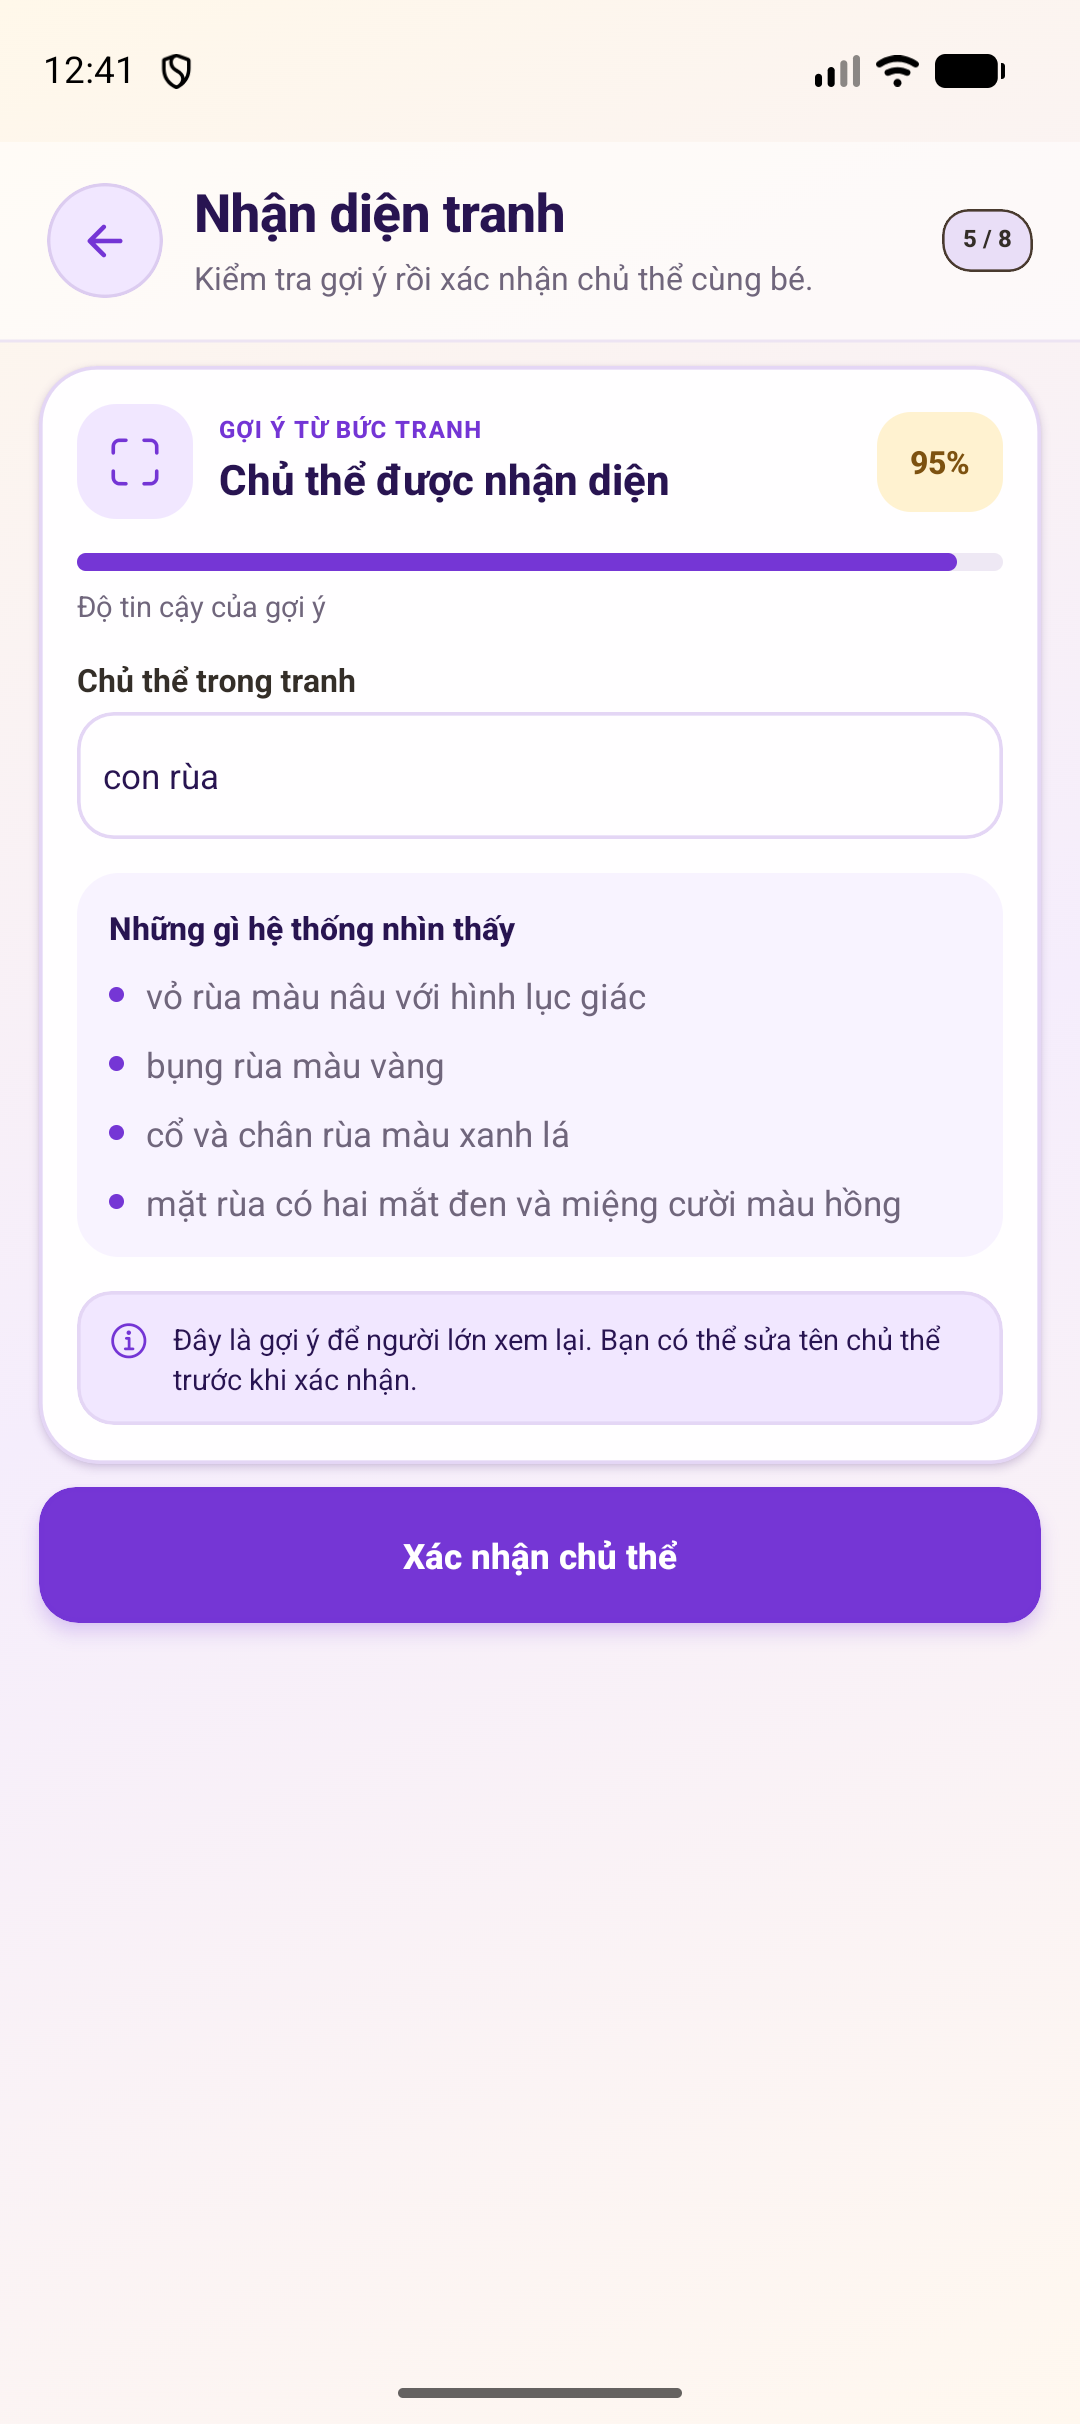 12:41
Nhận diện tranh
Kiểm tra gợi ý rồi xác nhận chủ thể cùng bé.
5 / 8
GỢI Ý TỪ BỨC TRANH
Chủ thể được nhận diện
95%
Độ tin cậy của gợi ý
Chủ thể trong tranh
con rùa
Những gì hệ thống nhìn thấy
vỏ rùa màu nâu với hình lục giác
bụng rùa màu vàng
cổ và chân rùa màu xanh lá
mặt rùa có hai mắt đen và miệng cười màu hồng
Đây là gợi ý để người lớn xem lại. Bạn có thể sửa tên chủ thể
trước khi xác nhận.
Xác nhận chủ thể